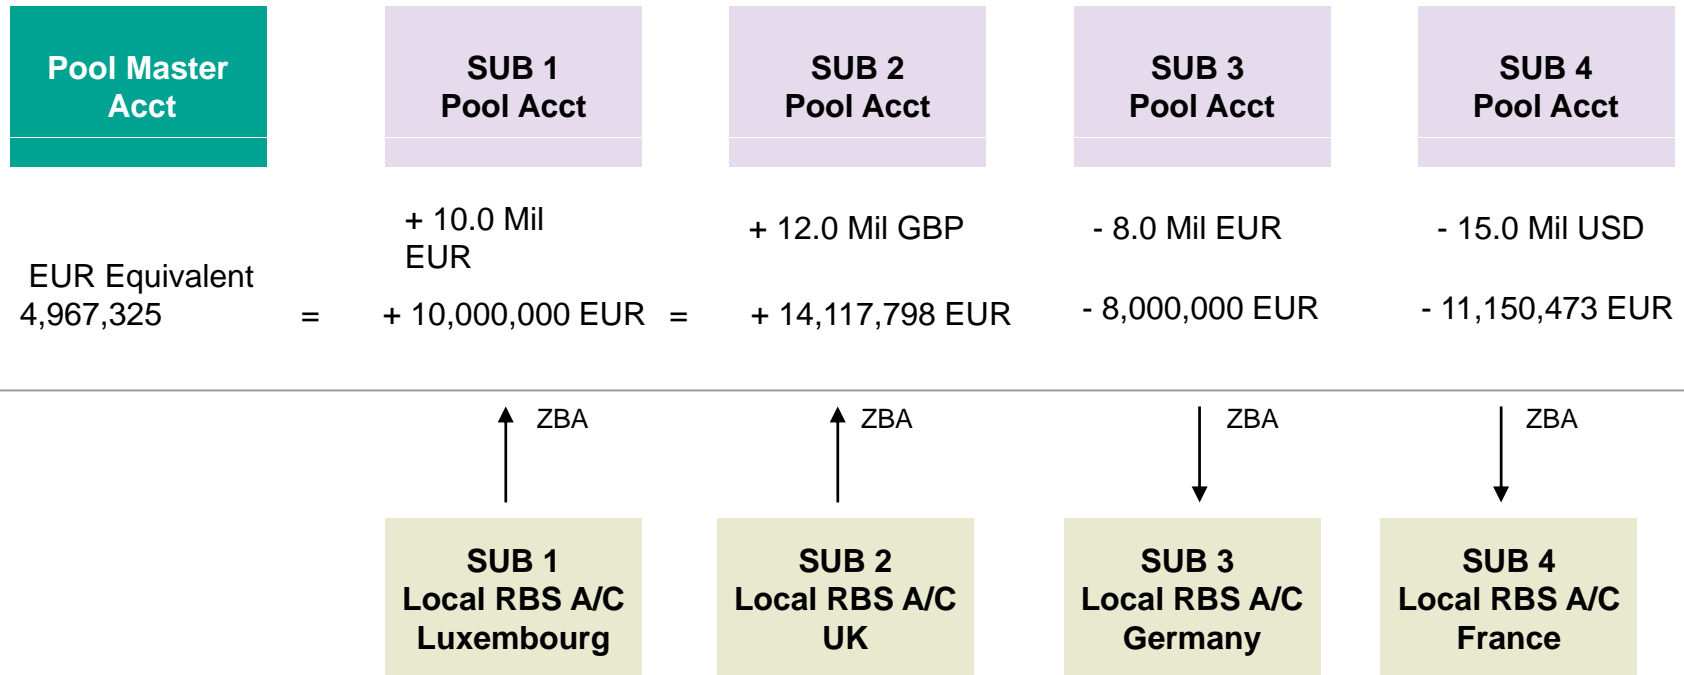 Pool Master
Acct
SUB 1
Pool Acct
SUB 2
Pool Acct
SUB 3
Pool Acct
SUB 4
Pool Acct
+ 10.0 Mil
EUR
+ 12.0 Mil GBP
- 8.0 Mil EUR
- 15.0 Mil USD
EUR Equivalent
4,967,325
=
+ 10,000,000 EUR
=
+ 14,117,798 EUR
- 8,000,000 EUR
- 11,150,473 EUR
ZBA
ZBA
ZBA
ZBA
SUB 1
Local RBS A/C
Luxembourg
SUB 2
Local RBS A/C
UK
SUB 3
Local RBS A/C
Germany
SUB 4
Local RBS A/C
France